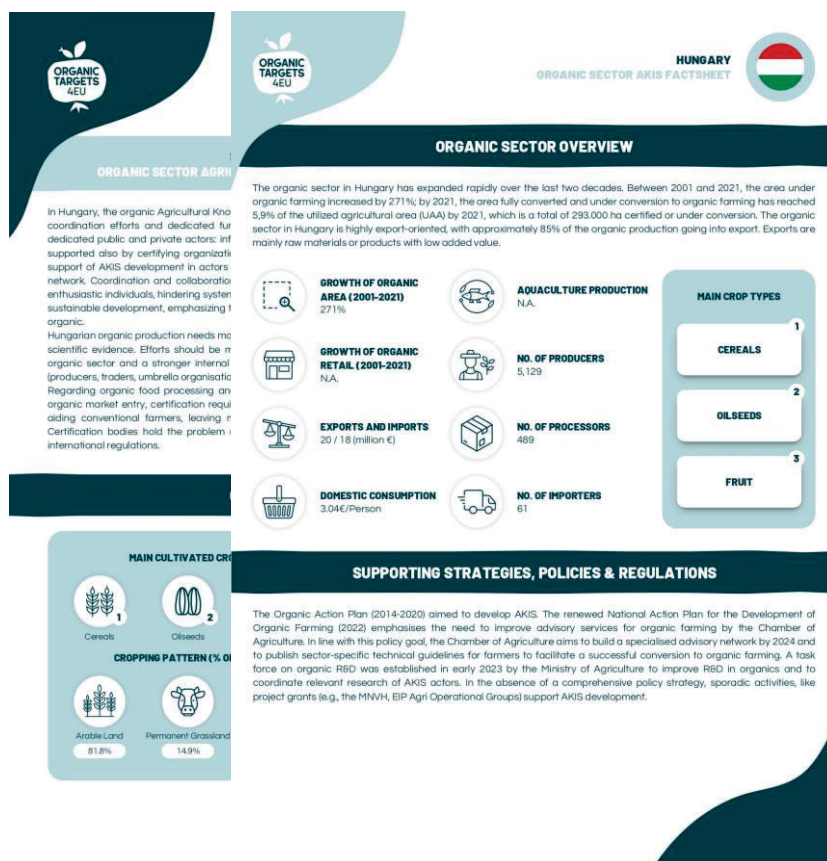 ORGANIC
TARGETS
4EU
ORGANIC SECTOR AGRI
In Hungary, the organic Agricultural Kno
coordination efforts and dedicated fun
dedicated public and private actors: inf
supported also by certifying organizati
support of AKIS development in actors
network. Coordination and collaboration
enthusiastic individuals, hindering system
sustainable development, emphasizing t
organic.
Hungarian organic production needs mo
scientific evidence. Efforts should be m
organic sector and a stronger internal
(producers, traders, umbrella organisatio
Regarding organic food processing an
organic market entry, certification requi
aiding conventional farmers, leaving m
Certification bodies hold the problem
international regulations.
MAIN CULTIVATED CRO
1
2
Cereals
Oilseeds
CROPPING PATTERN (% O
Arable Land
Permanent Grassland
81.8%
14.9%
ORGANIC
TARGETS
4EU
HUNGARY
ORGANIC SECTOR AKIS FACTSHEET
ORGANIC SECTOR OVERVIEW
The organic sector in Hungary has expanded rapidly over the last two decades. Between 2001 and 2021, the area under
organic farming increased by 271%; by 2021, the area fully converted and under conversion to organic farming has reached
5,9% of the utilized agricultural area (UAA) by 2021, which is a total of 293.000 ha certified or under conversion. The organic
sector in Hungary is highly export-oriented, with approximately 85% of the organic production going into export. Exports are
mainly raw materials or products with low added value.
GROWTH OF ORGANIC
AREA (2001-2021)
271%
AQUACULTURE PRODUCTION
N.A.
GROWTH OF ORGANIC
RETAIL (2001-2021)
N.A.
NO. OF PRODUCERS
5,129
EXPORTS AND IMPORTS
20 / 18 (million €)
NO. OF PROCESSORS
489
DOMESTIC CONSUMPTION
3.04€/Person
NO. OF IMPORTERS
61
MAIN CROP TYPES
1
CEREALS
2
OILSEEDS
3
FRUIT
SUPPORTING STRATEGIES, POLICIES & REGULATIONS
The Organic Action Plan (2014-2020) aimed to develop AKIS. The renewed National Action Plan for the Development of
Organic Farming (2022) emphasises the need to improve advisory services for organic farming by the Chamber of
Agriculture. In line with this policy goal, the Chamber of Agriculture aims to build a specialised advisory network by 2024 and
to publish sector-specific technical guidelines for farmers to facilitate a successful conversion to organic farming. A task
force on organic R&D was established in early 2023 by the Ministry of Agriculture to improve R&D in organics and to
coordinate relevant research of AKIS actors. In the absence of a comprehensive policy strategy, sporadic activities, like
project grants (e.g., the MNVH, EIP Agri Operational Groups) support AKIS development.